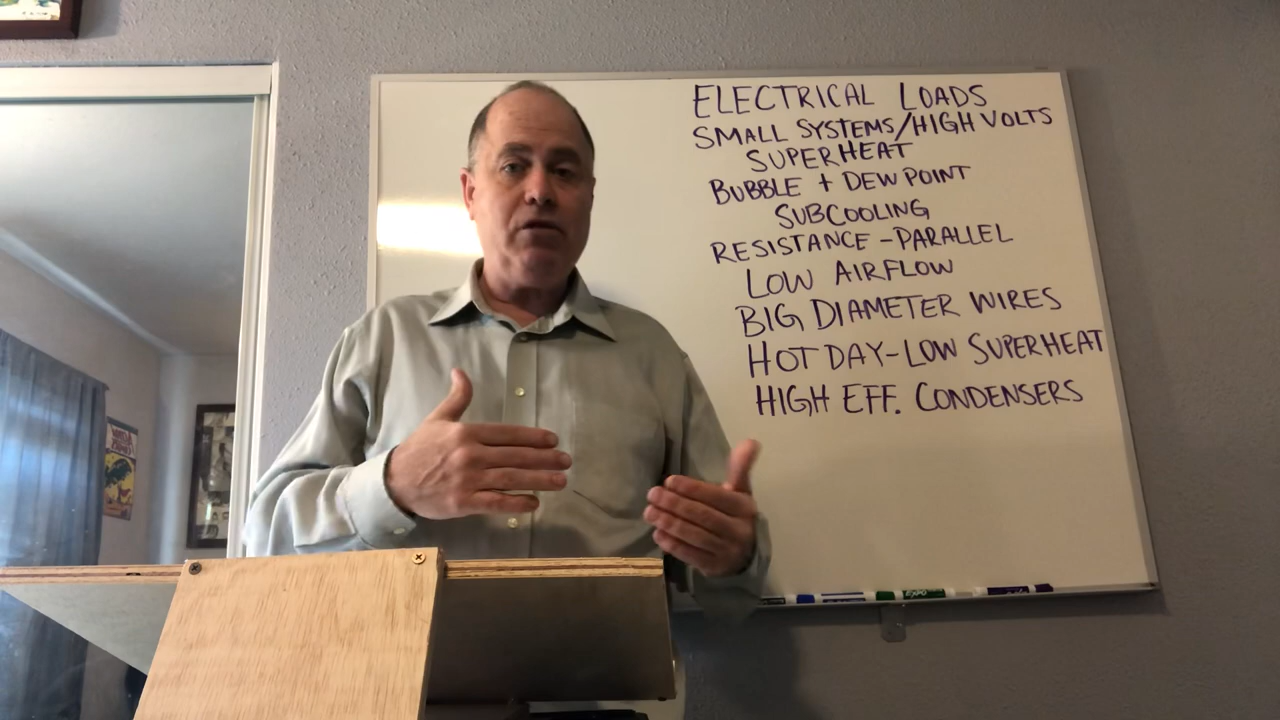 ELECTRICAL LOADS
SMALL SYSTEMS/HIGH VOLTS
SUPERHEAT
BUBBLE + DEW POINT
SUBCOOLING
RESISTANCE - PARALLEL
LOW AIRFLOW
BIG DIAMETER WIRES
HOT DAY - LOW SUPERHEAT
HIGH EFF. CONDENSERS